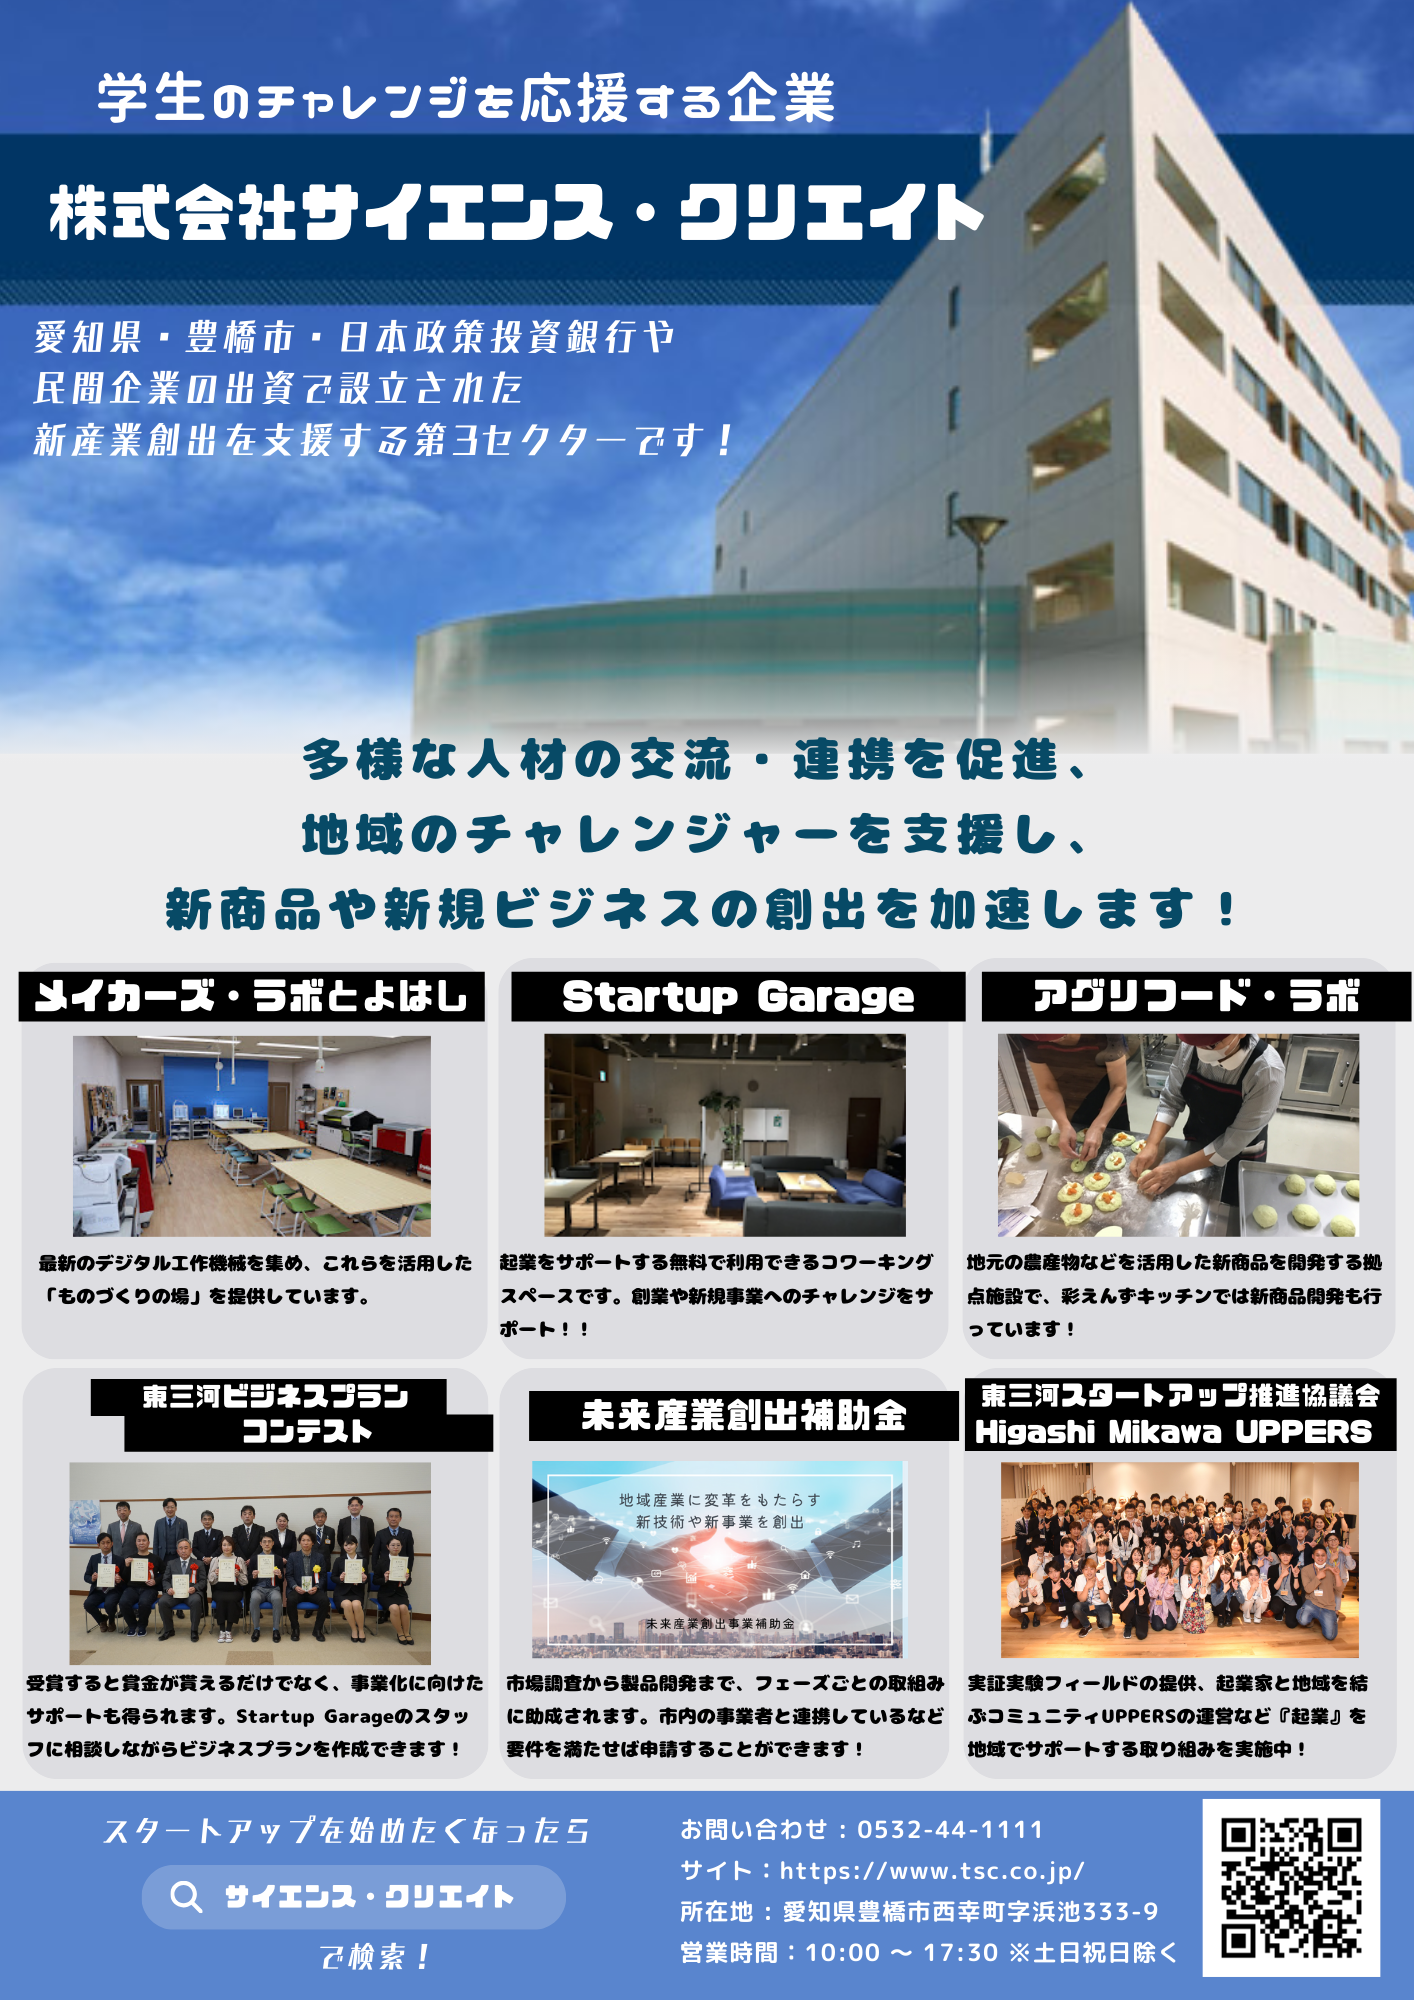 学生のチャレンジを応援する企業
株式会社サイエンス・クリエイト
愛知県・豊橋市・日本政策投資銀行や
民間企業の出資で設立された
新産業創出を支援する第3セクターです！
多様な人材の交流・連携を促進、
地域のチャレンジャーを支援し、
新商品や新規ビジネスの創出を加速します！
メイカーズ・ラボとよはし
最新のデジタル工作機械を集め、これらを活用した
「ものづくりの場」を提供しています。
Startup Garage
起業をサポートする無料で利用できるコワーキング
スペースです。創業や新規事業へのチャレンジをサ
ポート！！
アグリフード・ラボ
地元の農産物などを活用した新商品を開発する拠
点施設で、彩えんずキッチンでは新商品開発も行
っています！
東三河ビジネスプラン
コンテスト
受賞すると賞金が貰えるだけでなく、事業化に向けた
サポートも得られます。Startup Garageのスタッ
フに相談しながらビジネスプランを作成できます！
未来産業創出補助金
地域産業に変革をもたらす
新技術や新事業を創出
未来産業創出事業補助金
市場調査から製品開発まで、フェーズごとの取組み
に助成されます。市内の事業者と連携しているなど
要件を満たせば申請することができます！
東三河スタートアップ推進協議会
Higashi Mikawa UPPERS
実証実験フィールドの提供、起業家と地域を結
ぶコミュニティUPPERSの運営など『起業』を
地域でサポートする取り組みを実施中！
スタートアップを始めたくなったら
サイエンス・クリエイト
で検索！
お問い合わせ：0532-44-1111
サイト：https://www.tsc.co.jp/
所在地：愛知県豊橋市西幸町字浜池333-9
営業時間：10:00 〜 17:30 ※土日祝日除く